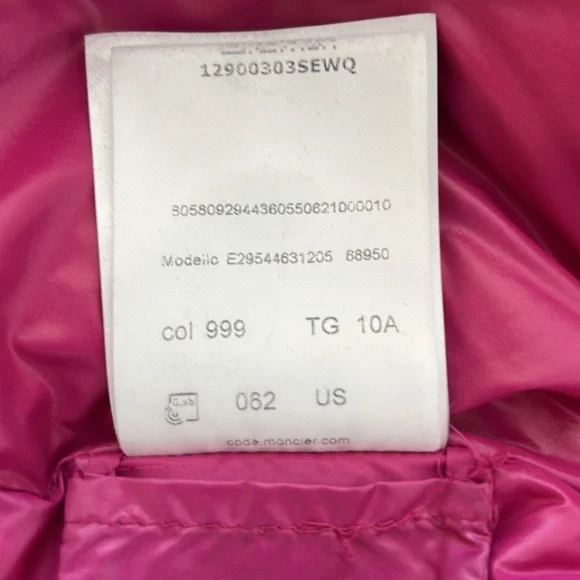 12900303SEWQ
8058092944360550621000010
Modello E29544631205 68950
col 999 TG 10A
062 US
code.moncler.com